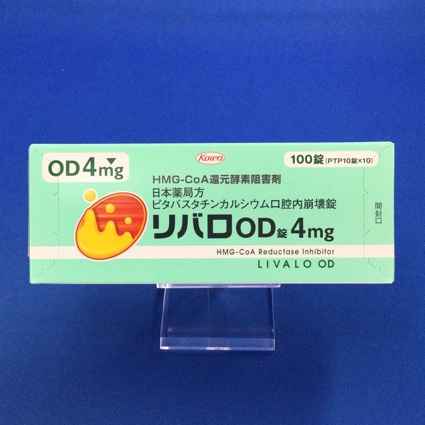 Kowa
OD4mg
100錠(PTP10錠×10)
HMG-CoA還元酵素阻害剤
日本薬局方
ピタバスタチンカルシウム口腔内崩壊錠
リバロOD錠4mg
HMG-CoA Reductase Inhibitor
LIVALO OD
開封口